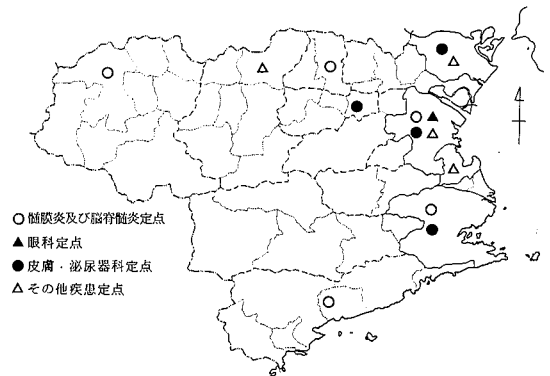 ○髄膜炎及び脳脊髄炎定点
▲眼科定点
●皮膚・泌尿器科定点
△その他疾患定点